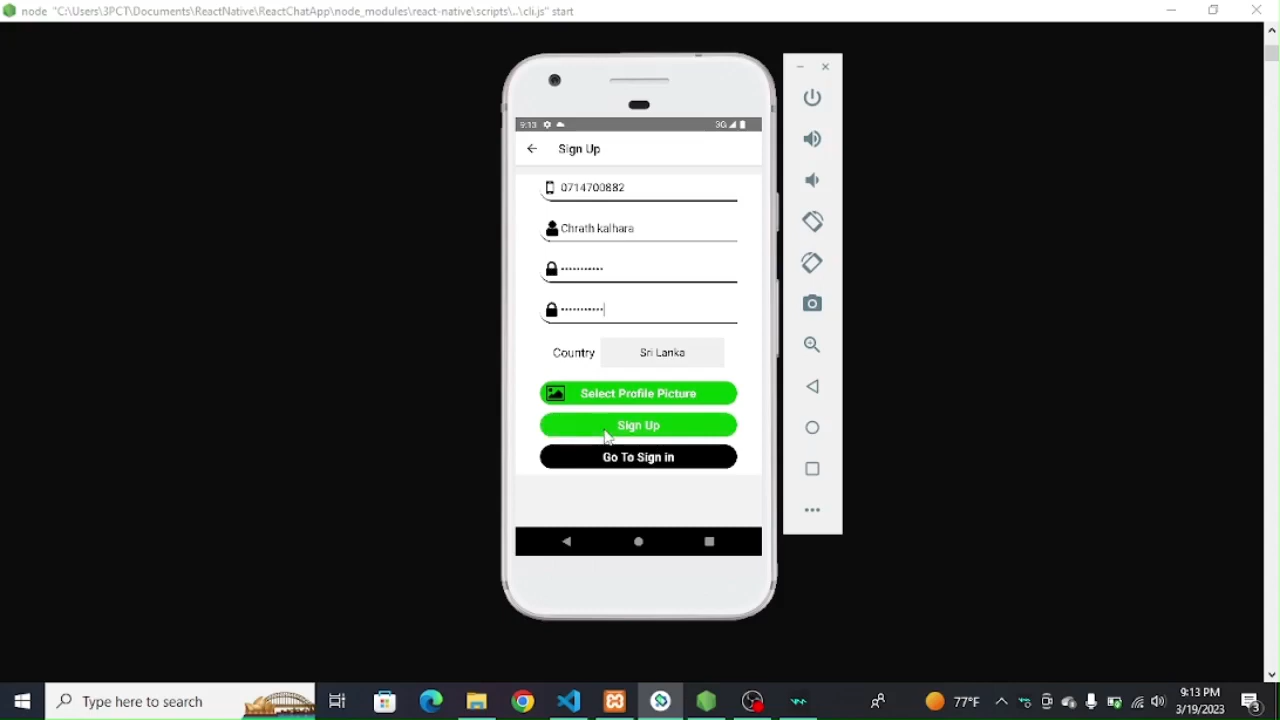 node "C:\Users\3PCT\Documents\ReactNative\ReactChatApp\node_modules\react-native\scripts\..\cli.js" start
9:13
3G
Sign Up
0714700882
Chrath kalhara
Country
Sri Lanka
Select Profile Picture
Sign Up
Go To Sign in
Type here to search
77°F
9:13 PM
3/19/2023
3